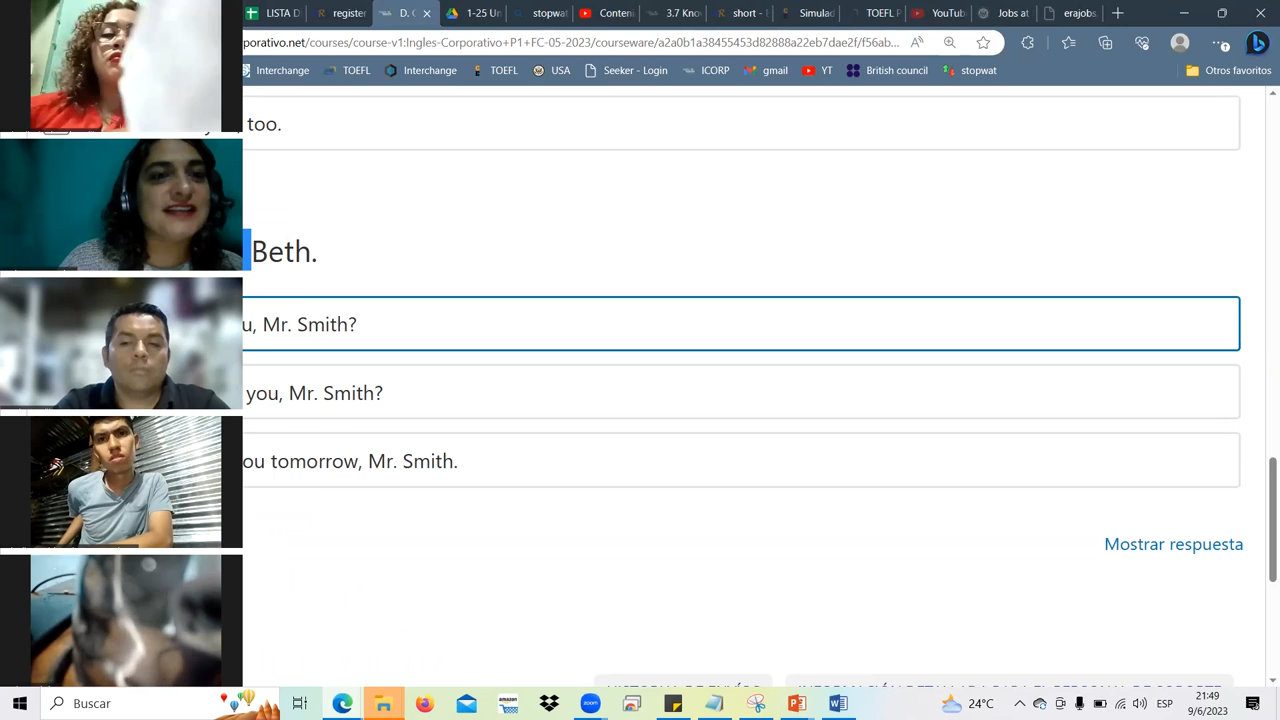 LISTA D
register
D. C
1-25 Un
stopwat
Conten
3.7 Kno
short -
Simulad
TOEFL P
YouTub
Jobs at
erajobs
porativo.net/courses/course-v1:Ingles-Corporativo+P1+FC-05-2023/courseware/a2a0b1a38455453d82888a22eb7dae2f/f56ab...
Interchange
TOEFL
Interchange
TOEFL
USA
Seeker - Login
ICORP
gmail
YT
British council
stopwat
Otros favoritos
too.
Beth.
u, Mr. Smith?
you, Mr. Smith?
ou tomorrow, Mr. Smith.
Mostrar respuesta
Buscar
24°C
ESP
21:49
9/6/2023